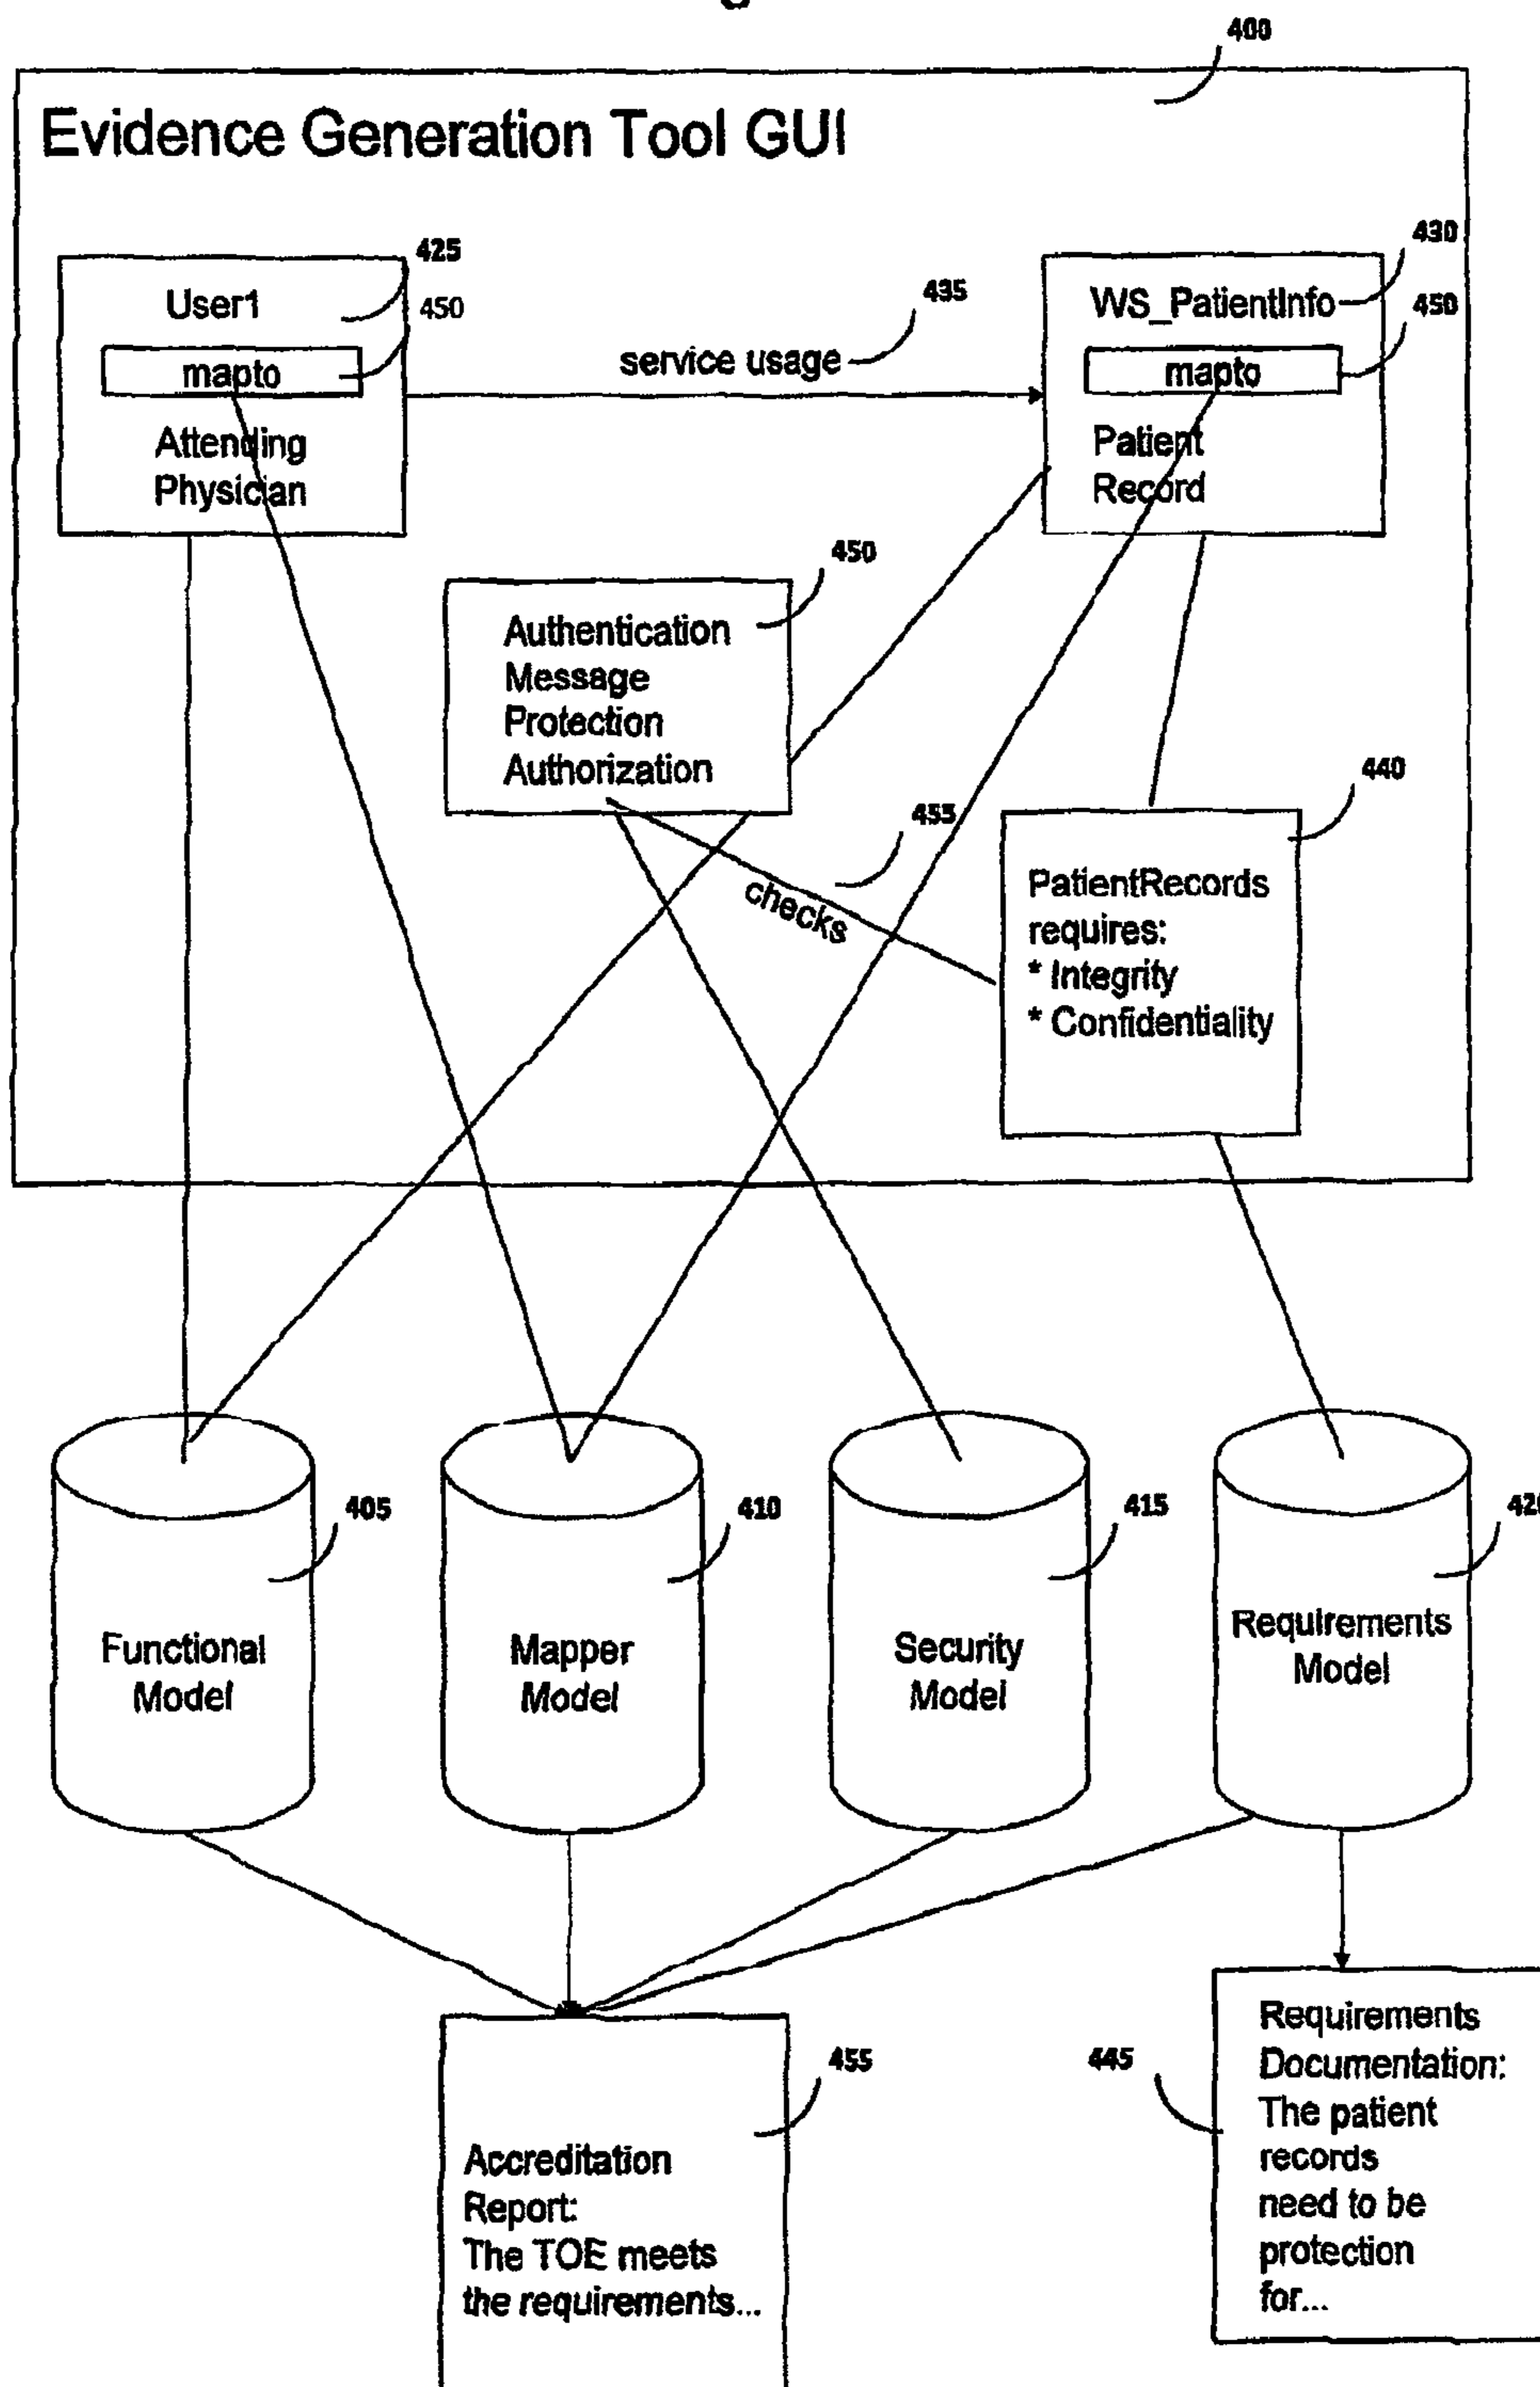 400
Evidence Generation Tool GUI
425
User1
450
mapto
Attending
Physician
service usage
435
430
WS_PatientInfo
450
mapto
Patient
Record
450
Authentication
Message
Protection
Authorization
455
checks
440
PatientRecords
requires:
* Integrity
* Confidentiality
405
Functional
Model
410
Mapper
Model
415
Security
Model
Requirements
Model
455
Accreditation
Report:
The TOE meets
the requirements...
445
Requirements
Documentation:
The patient
records
need to be
protection
for...